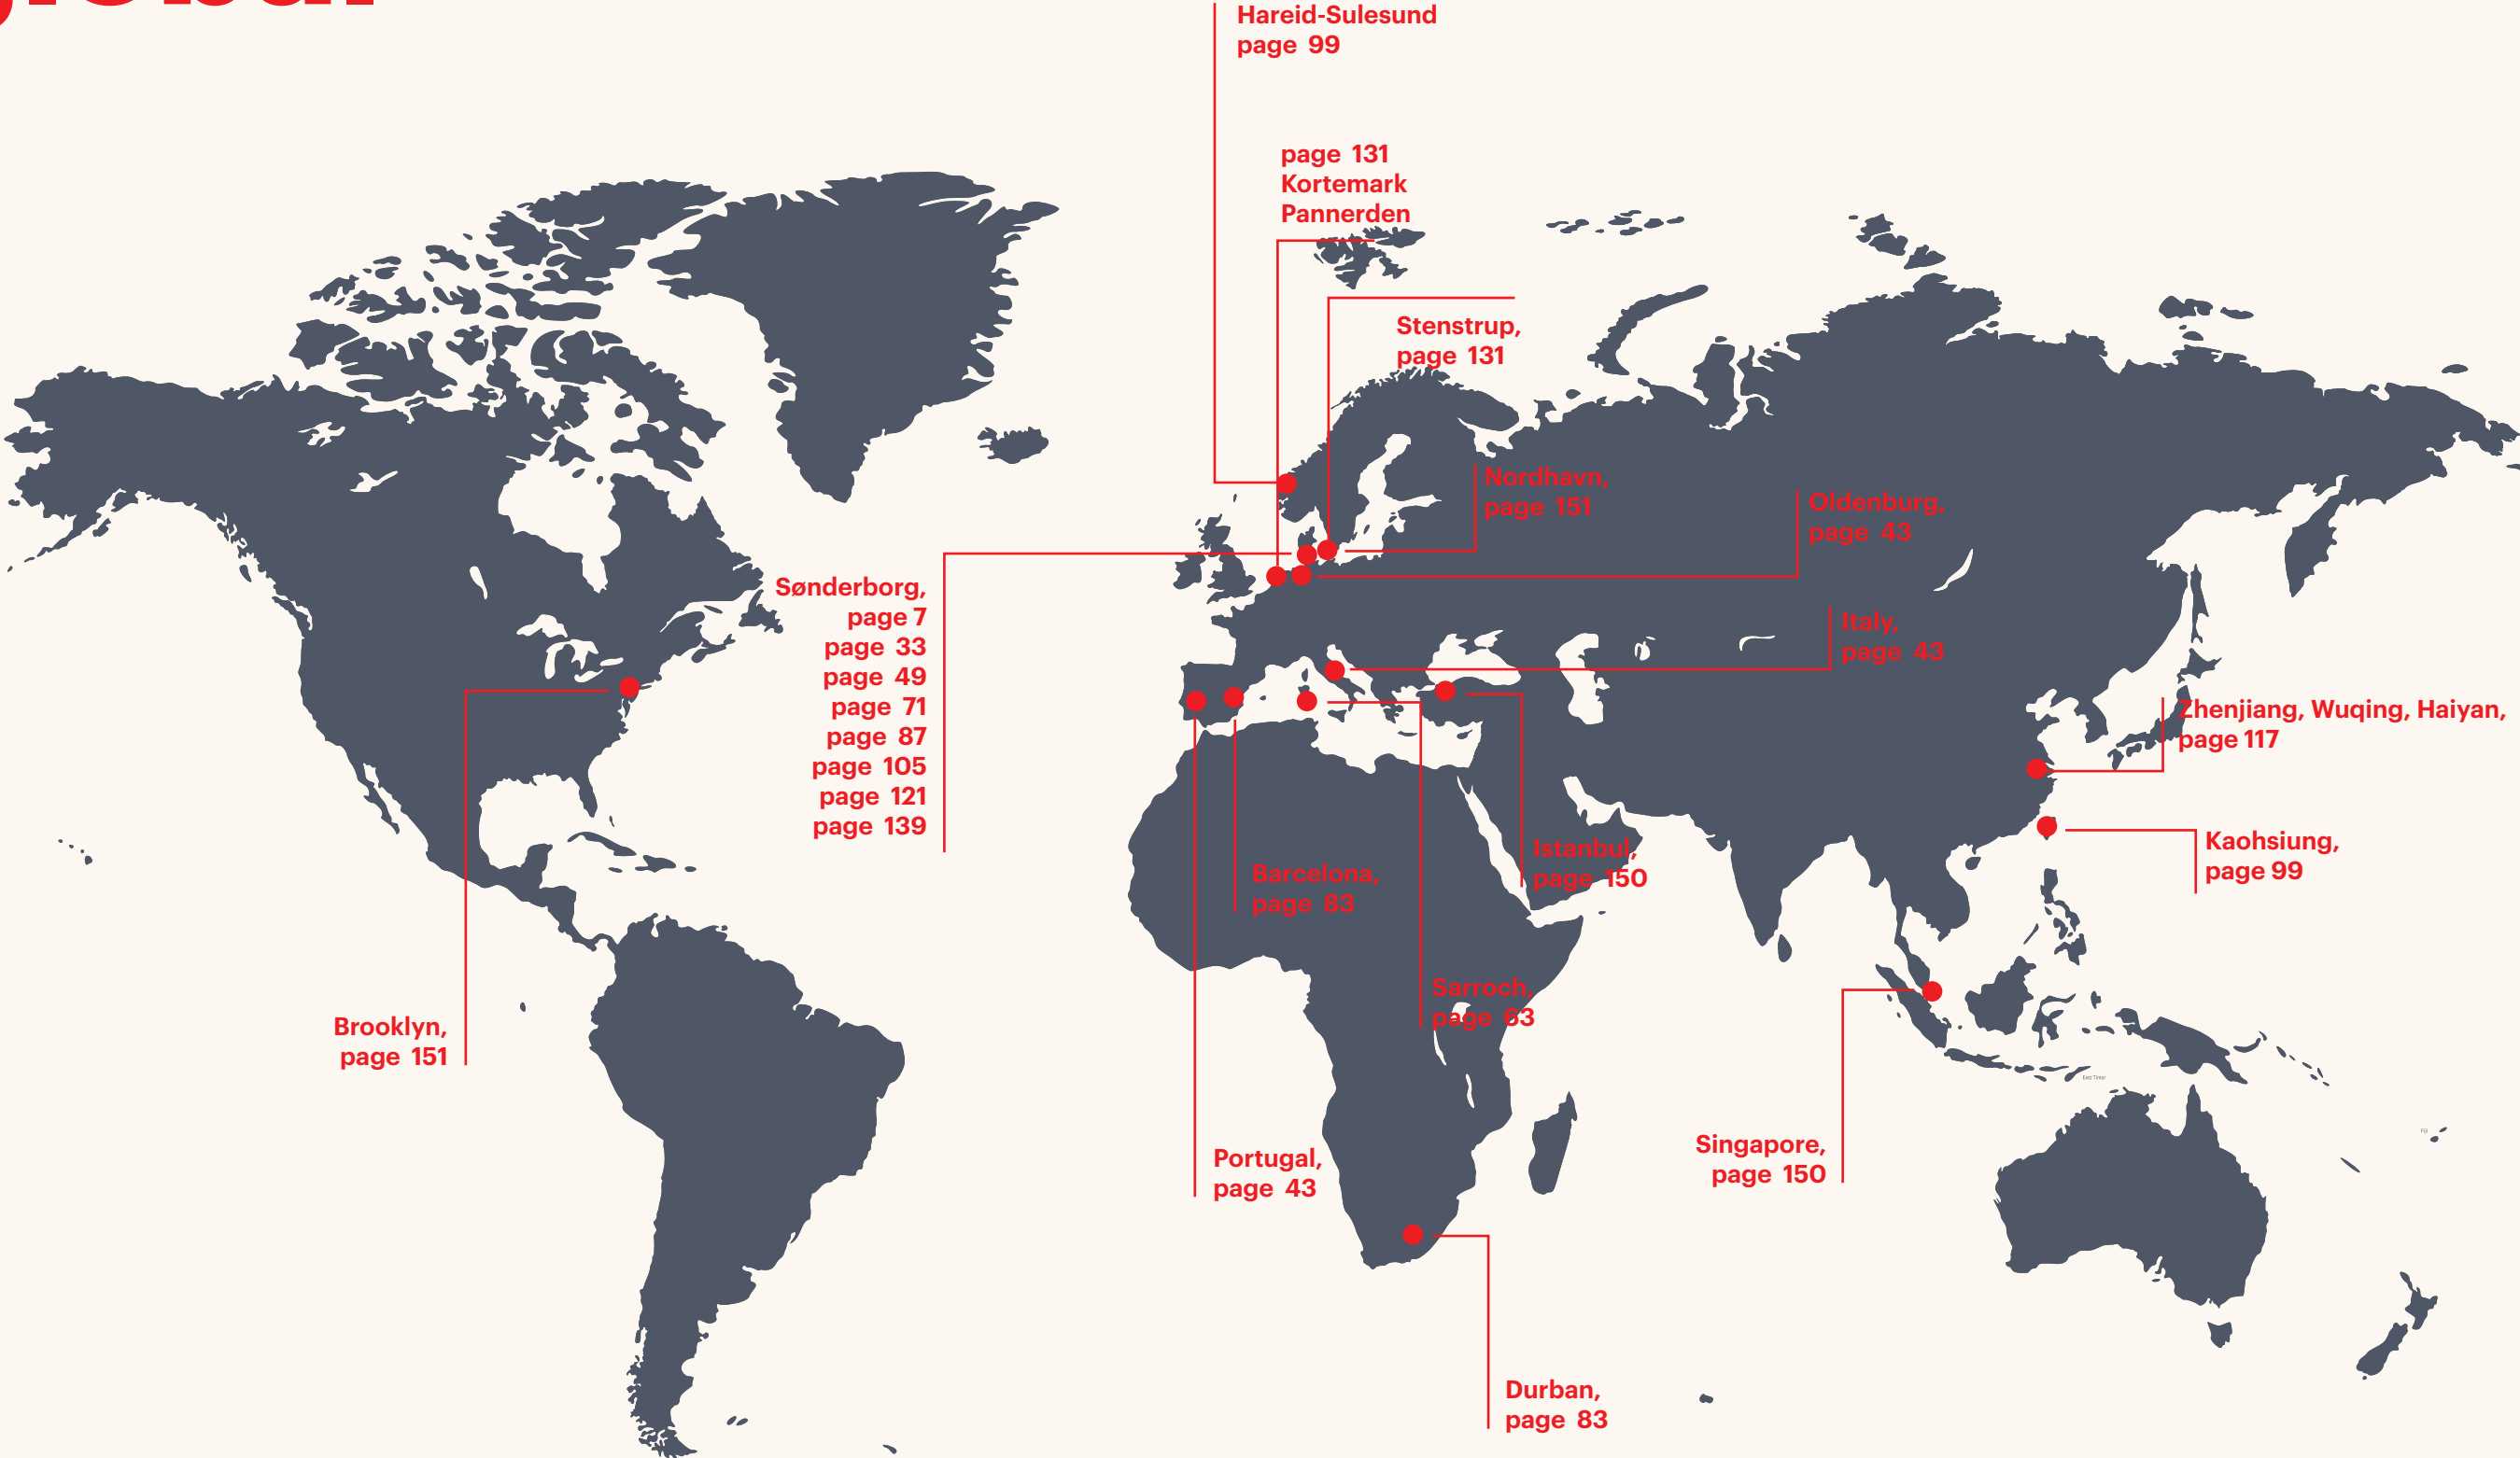 Hareid-Sulesund
page 99
page 131
Kortemark
Pannerden
Stenstrup,
page 131
Nordhavn,
page 151
Oldenburg,
page 43
Sønderborg,
page 7
page 33
page 49
page 71
page 87
page 105
page 121
page 139
Italy,
page 43
Zhenjiang, Wuqing, Haiyan,
page 117
Kaohsiung,
page 99
Istanbul,
page 150
Barcelona,
page 83
Sarroch,
page 63
Brooklyn,
page 151
East Timor
Fiji
Portugal,
page 43
Singapore,
page 150
Durban,
page 83